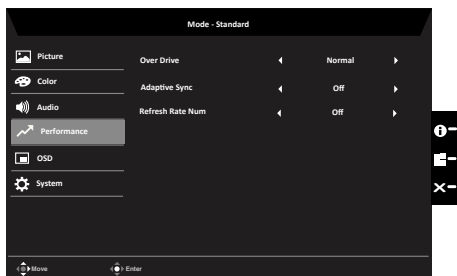 Mode - Standard
Picture
Over Drive Normal
Color
Adaptive Sync Off
Audio
Refresh Rate Num Off
Performance
OSD
System
Move Enter